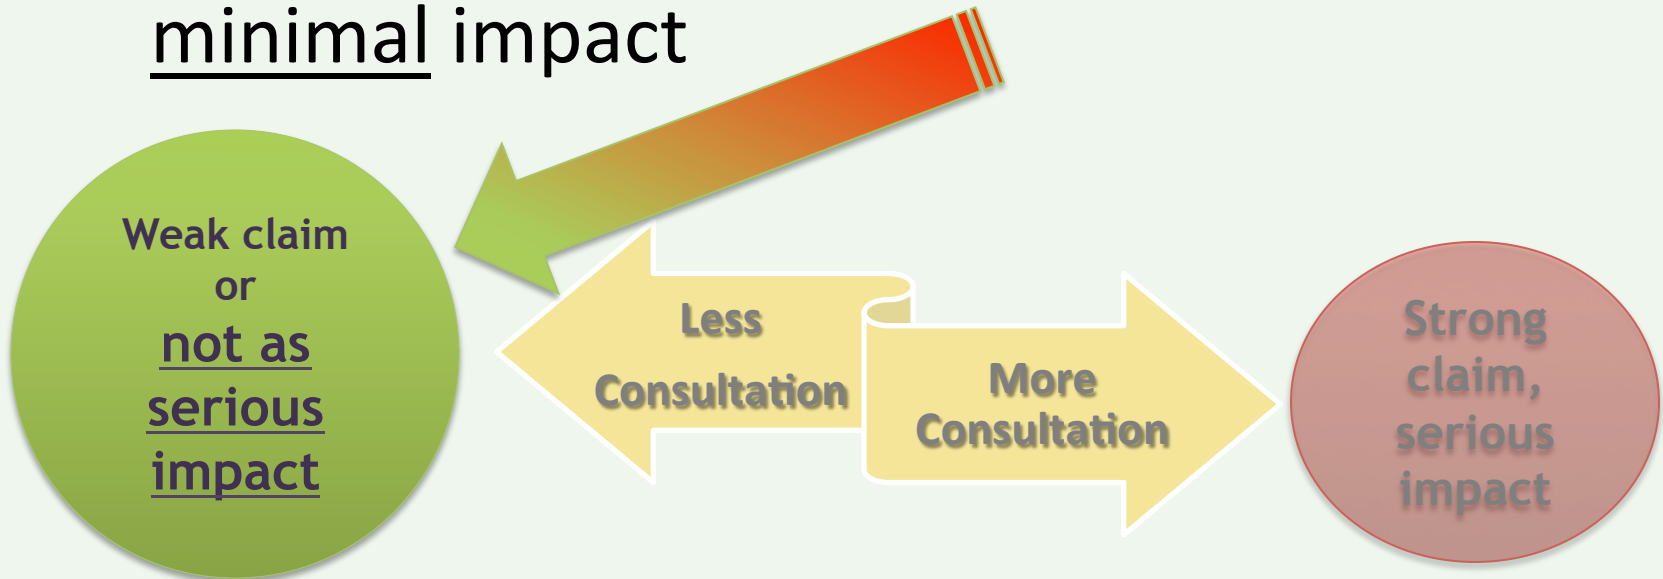 minimal impact
Weak claim
or
not as
serious
impact
Less
Consultation
More
Consultation
Strong
claim,
serious
impact